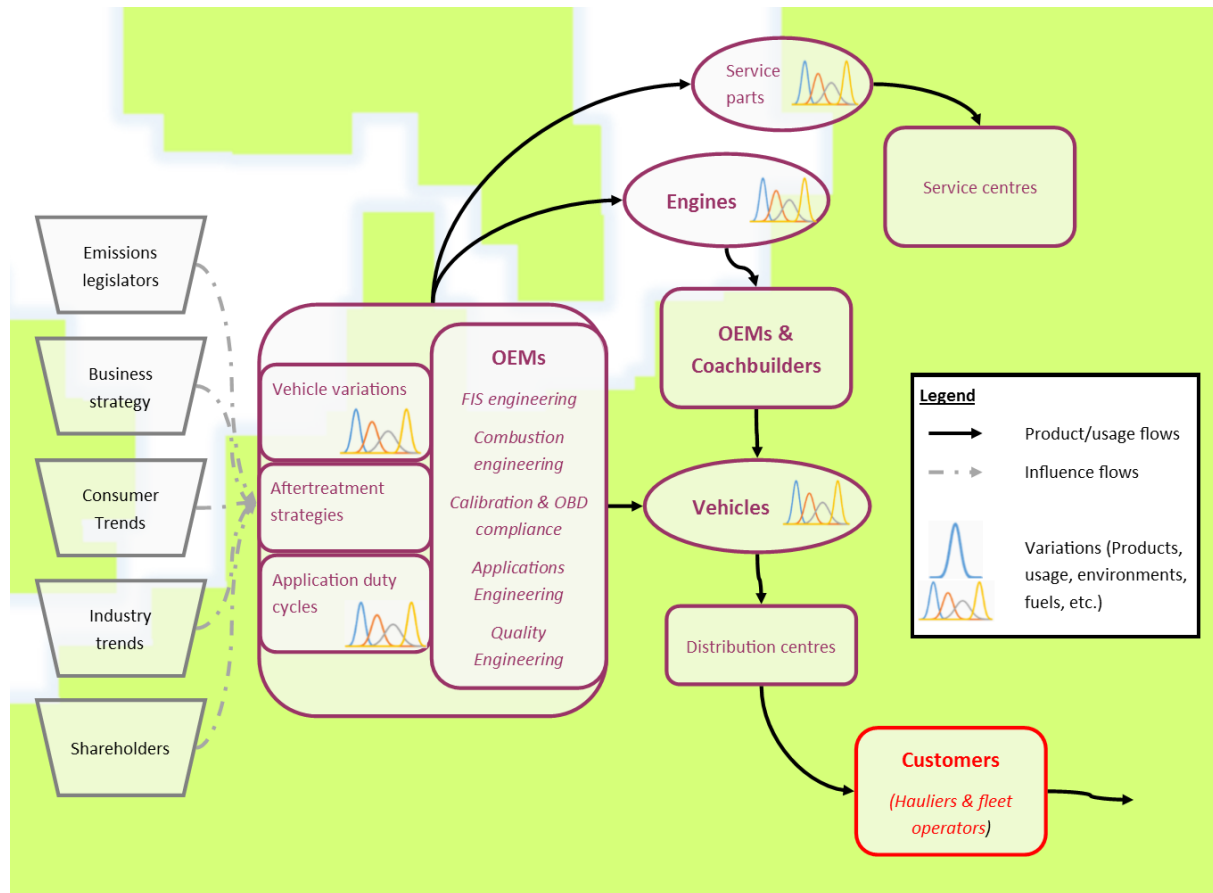 Service
parts
Service centres
Engines
Emissions
legislators
OEMs &
Coachbuilders
Business
strategy
OEMs
Vehicle variations
FIS engineering
Combustion
engineering
Legend
Product/usage flows
Influence flows
Consumer
Trends
Aftertreatment
strategies
Calibration & OBD
compliance
Vehicles
Variations (Products,
usage, environments,
fuels, etc.)
Application duty
cycles
Applications
Engineering
Industry
trends
Quality
Engineering
Distribution centres
Shareholders
Customers
(Hauliers & fleet
operators)